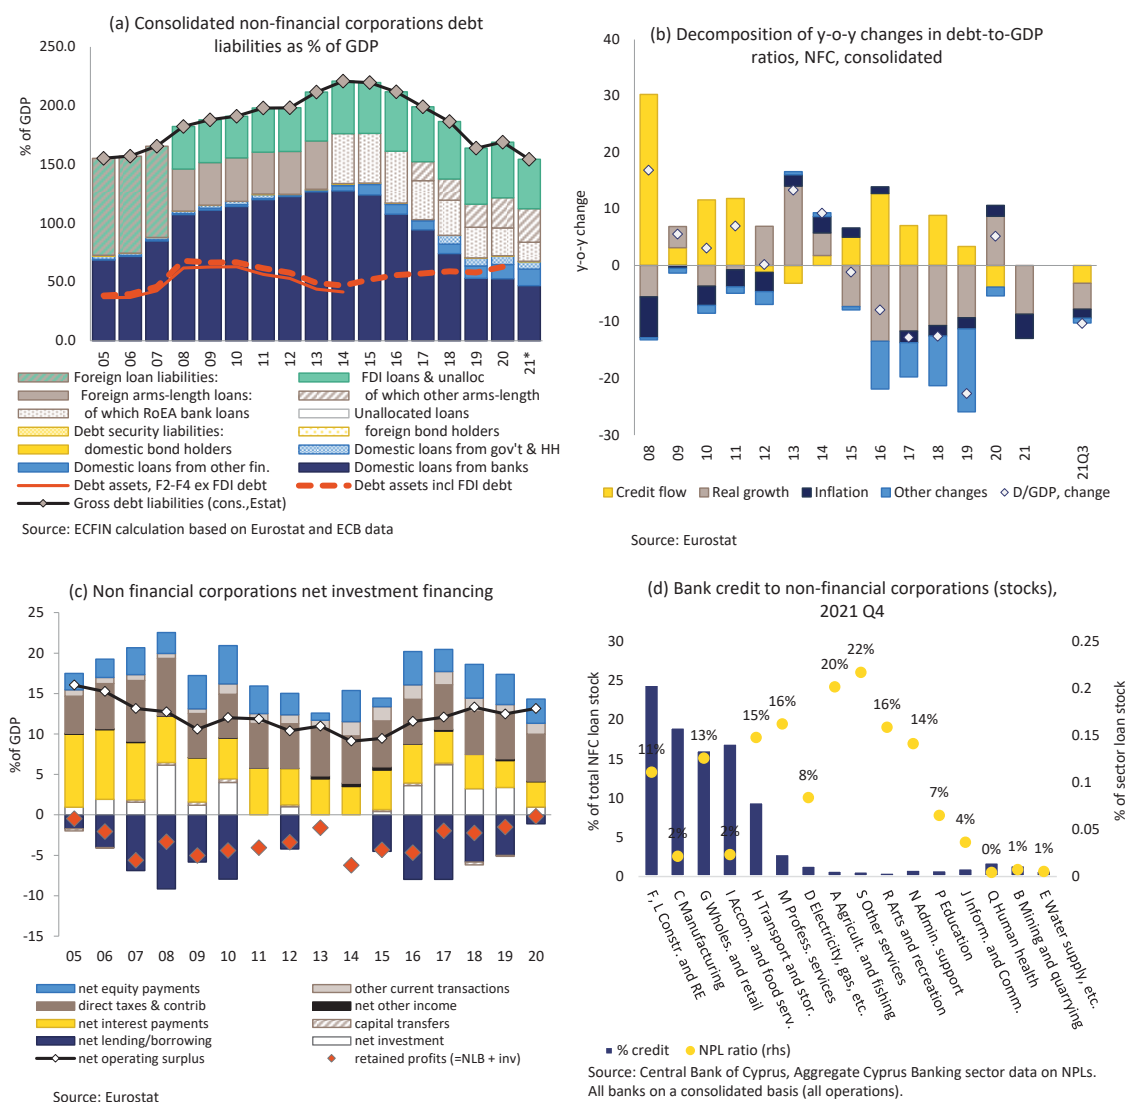 (a) Consolidated non-financial corporations debt
liabilities as % of GDP
250.0
200.0
150.0
100.0
50.0
0.0
% of GDP
05 06 07 08 09 10 11 12 13 14 15 16 17 18 19 20 21*
Foreign loan liabilities:
FDI loans & unalloc
Foreign arms-length loans:
of which other arms-length
of which RoEA bank loans
Unallocated loans
Debt security liabilities:
foreign bond holders
domestic bond holders
Domestic loans from gov't & HH
Domestic loans from other fin.
Domestic loans from banks
Debt assets, F2-F4 ex FDI debt
Debt assets incl FDI debt
Gross debt liabilities (cons.,Estat)
Source: ECFIN calculation based on Eurostat and ECB data
(b) Decomposition of y-o-y changes in debt-to-GDP
ratios, NFC, consolidated
40
30
20
10
0
-10
-20
-30
y-o-y change
08 09 10 11 12 13 14 15 16 17 18 19 20 21 21Q3
Credit flow
Real growth
Inflation
Other changes
D/GDP, change
Source: Eurostat
(c) Non financial corporations net investment financing
25
20
15
10
5
0
-5
-10
-15
%of GDP
05 06 07 08 09 10 11 12 13 14 15 16 17 18 19 20
net equity payments
other current transactions
direct taxes & contrib
net other income
net interest payments
capital transfers
net lending/borrowing
net investment
net operating surplus
retained profits (=NLB + inv)
Source: Eurostat
(d) Bank credit to non-financial corporations (stocks),
2021 Q4
30
25
20
15
10
5
0
% of total NFC loan stock
0.25
0.2
0.15
0.1
0.05
0
% of sector loan stock
11%
2%
13%
2%
15%
16%
8%
20%
22%
16%
14%
7%
4%
0%
1%
1%
F, L Constr. and RE
C Manufacturing
G Wholes. and retail
I Accom. and food serv.
H Transport and stor.
M Profess. services
D Electricity, gas, etc.
A Agricult. and fishing
S Other services
R Arts and recreation
N Admin. support
P Education
J Inform. and Comm.
Q Human health
B Mining and quarrying
E Water supply, etc.
% credit
NPL ratio (rhs)
Source: Central Bank of Cyprus, Aggregate Cyprus Banking sector data on NPLs.
All banks on a consolidated basis (all operations).